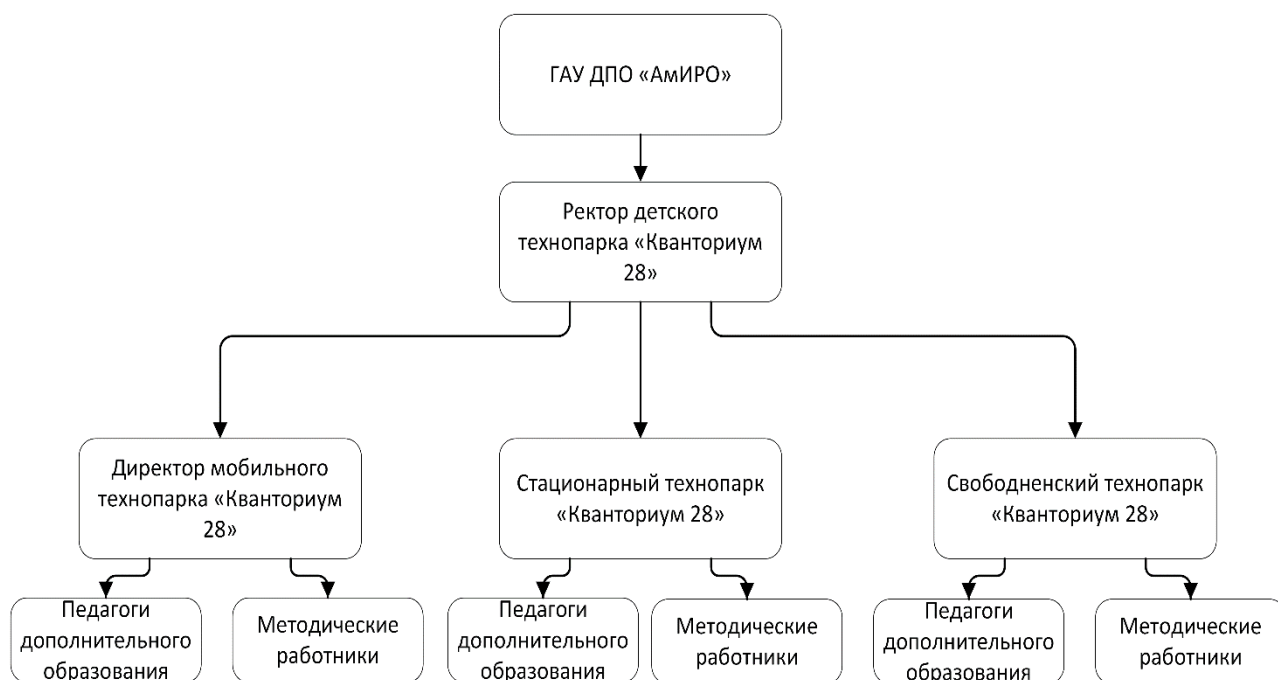 ГАУ ДПО «АмИРО»
Ректор детского
технопарка «Кванториум
28»
Директор мобильного
технопарка «Кванториум
28»
Стационарный технопарк
«Кванториум 28»
Свободненский технопарк
«Кванториум 28»
Педагоги
дополнительного
образования
Методические
работники
Педагоги
дополнительного
образования
Методические
работники
Педагоги
дополнительного
образования
Методические
работники